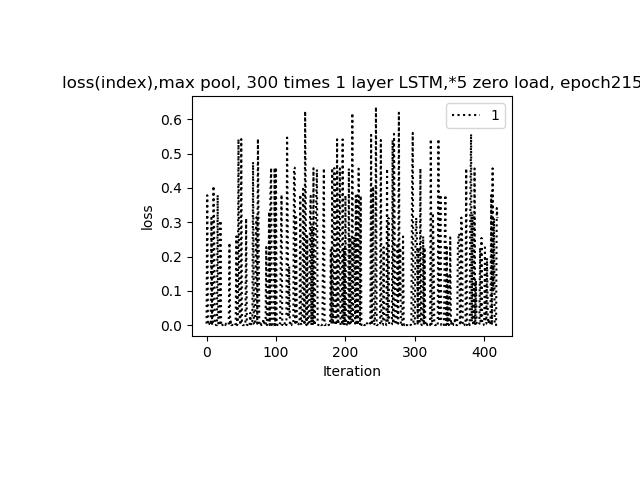 loss(index),max pool, 300 times 1 layer LSTM,*5 zero load, epoch215
1
0.6
0.5
0.4
0.3
0.2
0.1
0.0
loss
0 100 200 300 400
Iteration